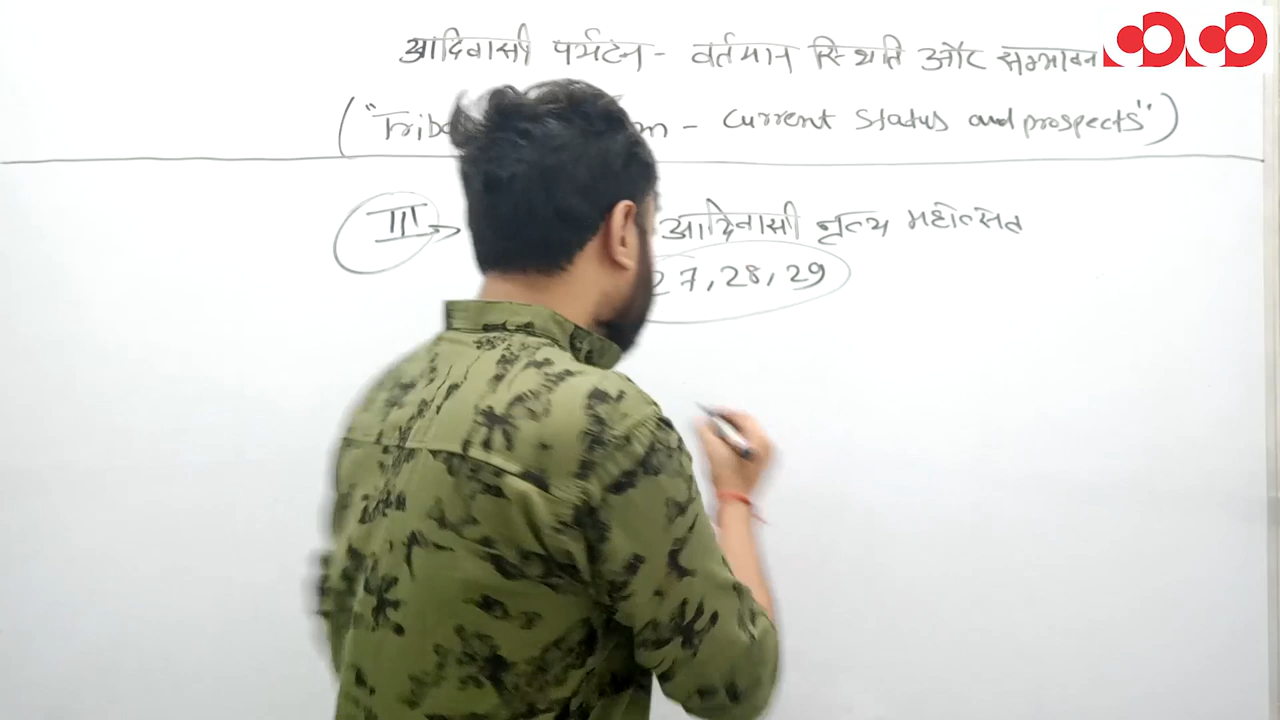 आदिवासी पर्यटन - वर्तमान स्थिति और सम्भावन
("Trib m - Current Status and prospects")
III → आदिवासी नृत्य महोत्सव
27, 28, 29